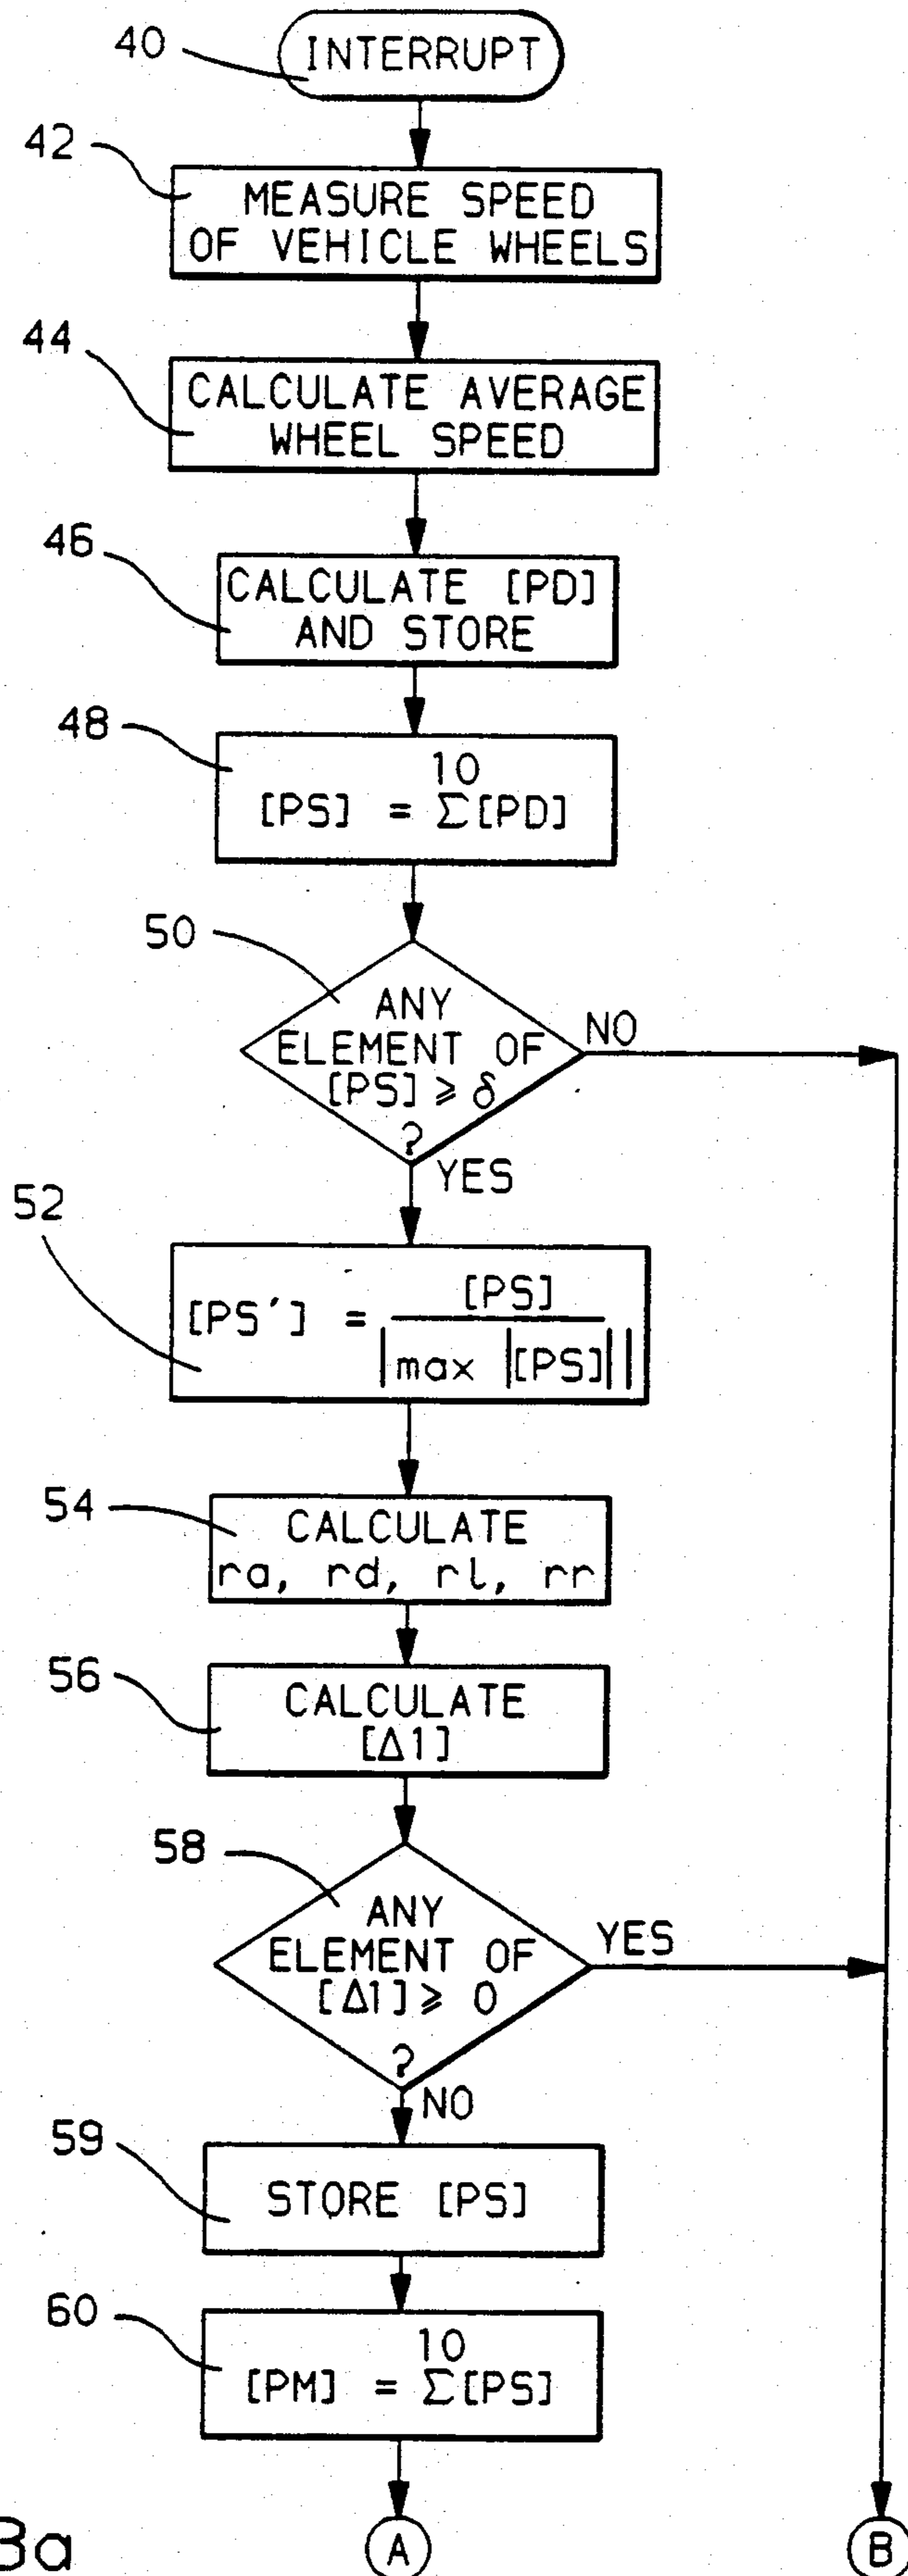 40
INTERRUPT
42
MEASURE SPEED
OF VEHICLE WHEELS
44
CALCULATE AVERAGE
WHEEL SPEED
46
CALCULATE [PD]
AND STORE
48
10
[PS] = Σ[PD]
50
ANY
ELEMENT OF
[PS] ⩾ δ
?
NO
YES
52
[PS'] = [PS]
|max |[PS]||
54
CALCULATE
ra, rd, rl, rr
56
CALCULATE
[Δ1]
58
ANY
ELEMENT OF
[Δ1] ⩾ 0
?
YES
NO
59
STORE [PS]
60
10
[PM] = Σ[PS]
A
B
3a